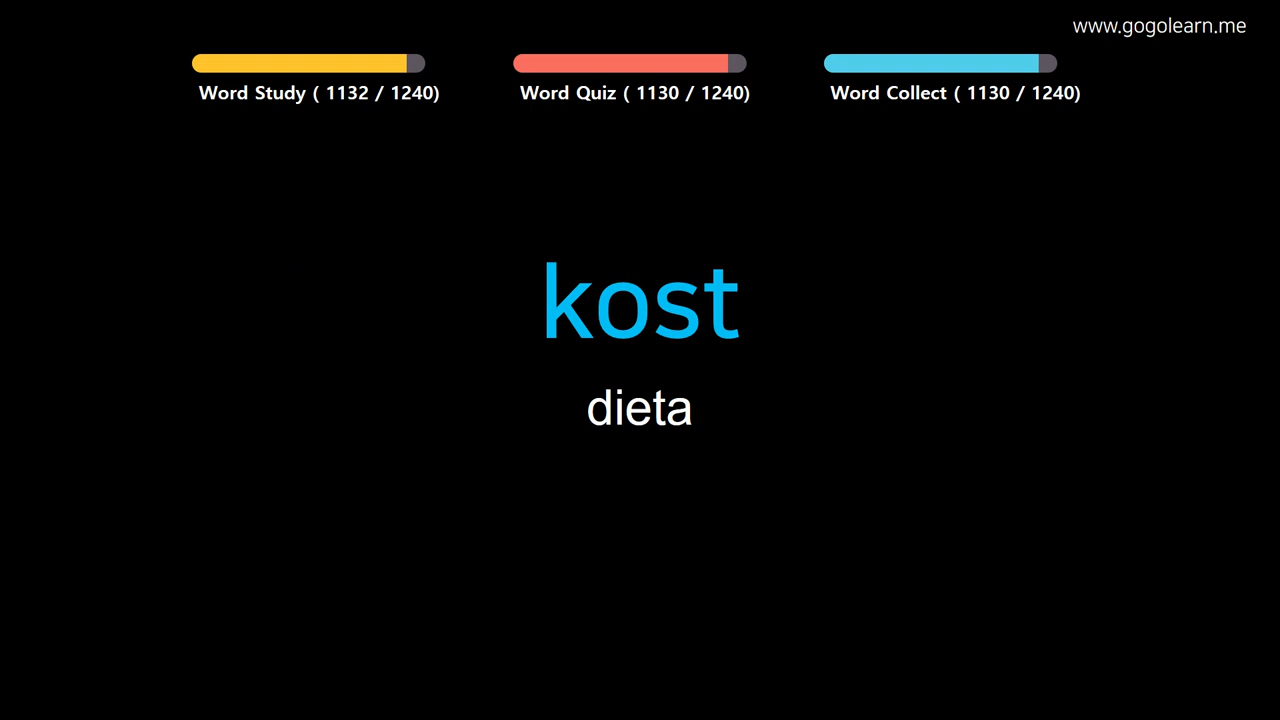 www.gogolearn.me
Word Study ( 1132 / 1240)
Word Quiz ( 1130 / 1240)
Word Collect ( 1130 / 1240)
kost
dieta